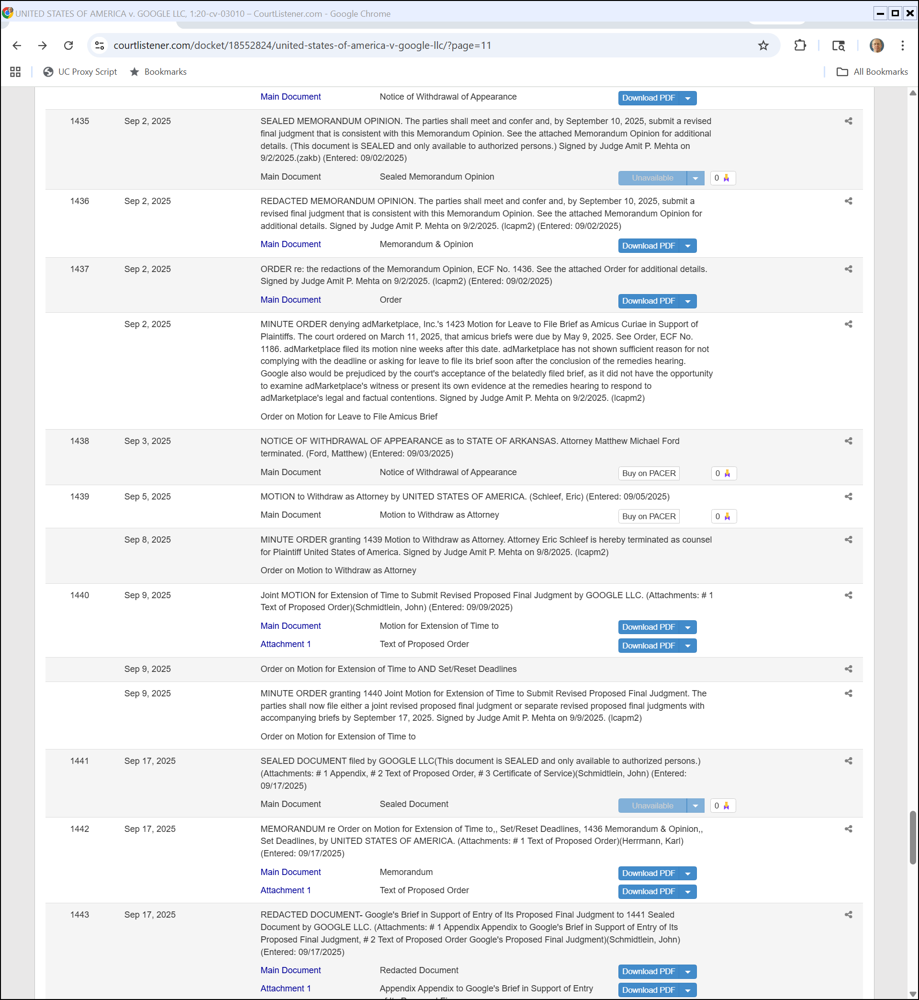 UNITED STATES OF AMERICA v. GOOGLE LLC, 1:20-cv-03010 – CourtListener.com - Google Chrome
courtlistener.com/docket/18552824/united-states-of-america-v-google-llc/?page=11
UC Proxy Script Bookmarks All Bookmarks
Main Document Notice of Withdrawal of Appearance Download PDF
1435 Sep 2, 2025 SEALED MEMORANDUM OPINION. The parties shall meet and confer and, by September 10, 2025, submit a revised
final judgment that is consistent with this Memorandum Opinion. See the attached Memorandum Opinion for additional
details. (This document is SEALED and only available to authorized persons.) Signed by Judge Amit P. Mehta on
9/2/2025.(zakb) (Entered: 09/02/2025)
Main Document Sealed Memorandum Opinion Unavailable 0
1436 Sep 2, 2025 REDACTED MEMORANDUM OPINION. The parties shall meet and confer and, by September 10, 2025, submit a
revised final judgment that is consistent with this Memorandum Opinion. See the attached Memorandum Opinion for
additional details. Signed by Judge Amit P. Mehta on 9/2/2025. (lcapm2) (Entered: 09/02/2025)
Main Document Memorandum & Opinion Download PDF
1437 Sep 2, 2025 ORDER re: the redactions of the Memorandum Opinion, ECF No. 1436. See the attached Order for additional details.
Signed by Judge Amit P. Mehta on 9/2/2025. (lcapm2) (Entered: 09/02/2025)
Main Document Order Download PDF
Sep 2, 2025 MINUTE ORDER denying adMarketplace, Inc.'s 1423 Motion for Leave to File Brief as Amicus Curiae in Support of
Plaintiffs. The court ordered on March 11, 2025, that amicus briefs were due by May 9, 2025. See Order, ECF No.
1186. adMarketplace filed its motion nine weeks after this date. adMarketplace has not shown sufficient reason for not
complying with the deadline or asking for leave to file its brief soon after the conclusion of the remedies hearing.
Google also would be prejudiced by the court's acceptance of the belatedly filed brief, as it did not have the opportunity
to examine adMarketplace's witness or present its own evidence at the remedies hearing to respond to
adMarketplace's legal and factual contentions. Signed by Judge Amit P. Mehta on 9/2/2025. (lcapm2)
Order on Motion for Leave to File Amicus Brief
1438 Sep 3, 2025 NOTICE OF WITHDRAWAL OF APPEARANCE as to STATE OF ARKANSAS. Attorney Matthew Michael Ford
terminated. (Ford, Matthew) (Entered: 09/03/2025)
Main Document Notice of Withdrawal of Appearance Buy on PACER 0
1439 Sep 5, 2025 MOTION to Withdraw as Attorney by UNITED STATES OF AMERICA. (Schleef, Eric) (Entered: 09/05/2025)
Main Document Motion to Withdraw as Attorney Buy on PACER 0
Sep 8, 2025 MINUTE ORDER granting 1439 Motion to Withdraw as Attorney. Attorney Eric Schleef is hereby terminated as counsel
for Plaintiff United States of America. Signed by Judge Amit P. Mehta on 9/8/2025. (lcapm2)
Order on Motion to Withdraw as Attorney
1440 Sep 9, 2025 Joint MOTION for Extension of Time to Submit Revised Proposed Final Judgment by GOOGLE LLC. (Attachments: # 1
Text of Proposed Order)(Schmidtlein, John) (Entered: 09/09/2025)
Main Document Motion for Extension of Time to Download PDF
Attachment 1 Text of Proposed Order Download PDF
Sep 9, 2025 Order on Motion for Extension of Time to AND Set/Reset Deadlines
Sep 9, 2025 MINUTE ORDER granting 1440 Joint Motion for Extension of Time to Submit Revised Proposed Final Judgment. The
parties shall now file either a joint revised proposed final judgment or separate revised proposed final judgments with
accompanying briefs by September 17, 2025. Signed by Judge Amit P. Mehta on 9/9/2025. (lcapm2)
Order on Motion for Extension of Time to
1441 Sep 17, 2025 SEALED DOCUMENT filed by GOOGLE LLC(This document is SEALED and only available to authorized persons.)
(Attachments: # 1 Appendix, # 2 Text of Proposed Order, # 3 Certificate of Service)(Schmidtlein, John) (Entered:
09/17/2025)
Main Document Sealed Document Unavailable 0
1442 Sep 17, 2025 MEMORANDUM re Order on Motion for Extension of Time to,, Set/Reset Deadlines, 1436 Memorandum & Opinion,,
Set Deadlines, by UNITED STATES OF AMERICA. (Attachments: # 1 Text of Proposed Order)(Herrmann, Karl)
(Entered: 09/17/2025)
Main Document Memorandum Download PDF
Attachment 1 Text of Proposed Order Download PDF
1443 Sep 17, 2025 REDACTED DOCUMENT- Google's Brief in Support of Entry of Its Proposed Final Judgment to 1441 Sealed
Document by GOOGLE LLC. (Attachments: # 1 Appendix Appendix to Google's Brief in Support of Entry of Its
Proposed Final Judgment, # 2 Text of Proposed Order Google's Proposed Final Judgment)(Schmidtlein, John)
(Entered: 09/17/2025)
Main Document Redacted Document Download PDF
Attachment 1 Appendix Appendix to Google's Brief in Support of Entry Download PDF